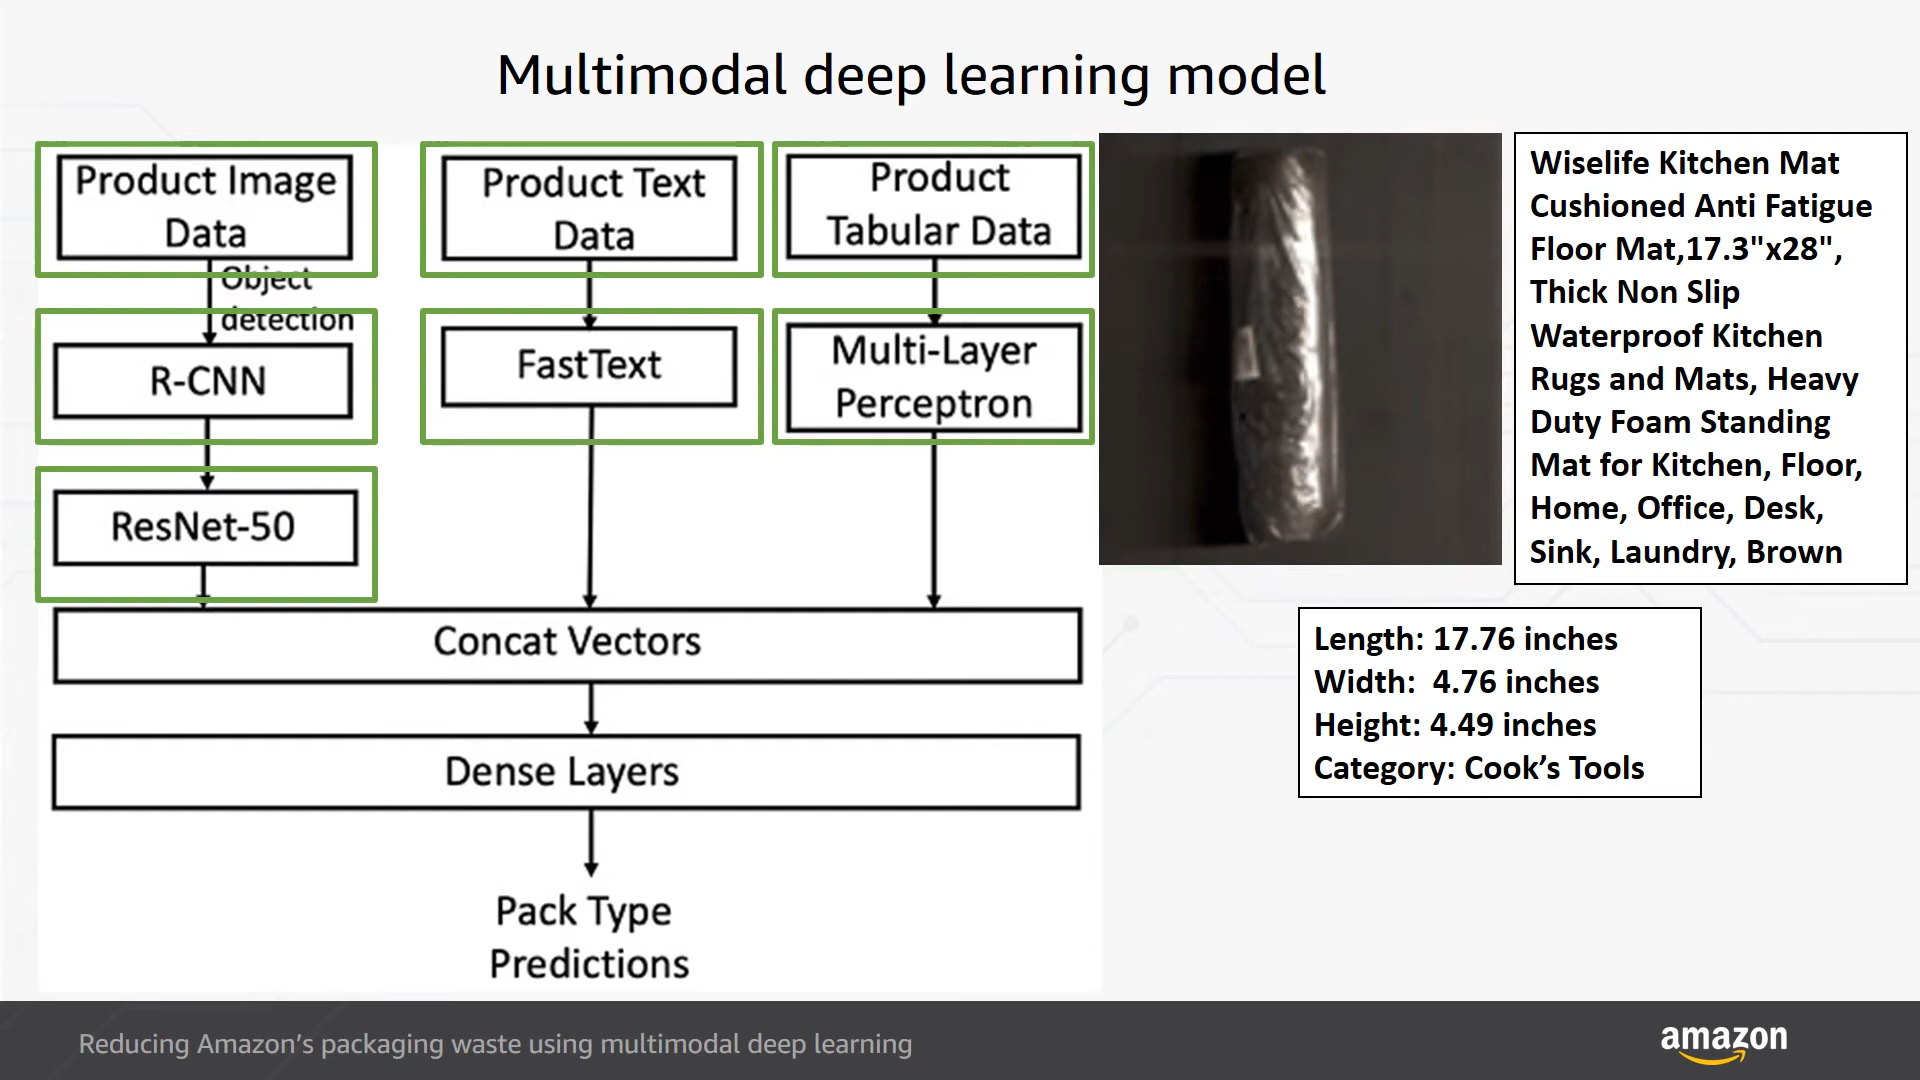 Multimodal deep learning model
Product Image
Data
Object
detection
R-CNN
ResNet-50
Product Text
Data
FastText
Product
Tabular Data
Multi-Layer
Perceptron
Concat Vectors
Dense Layers
Pack Type
Predictions
Wiselife Kitchen Mat
Cushioned Anti Fatigue
Floor Mat,17.3"x28",
Thick Non Slip
Waterproof Kitchen
Rugs and Mats, Heavy
Duty Foam Standing
Mat for Kitchen, Floor,
Home, Office, Desk,
Sink, Laundry, Brown
Length: 17.76 inches
Width:  4.76 inches
Height: 4.49 inches
Category: Cook’s Tools
Reducing Amazon’s packaging waste using multimodal deep learning
amazon